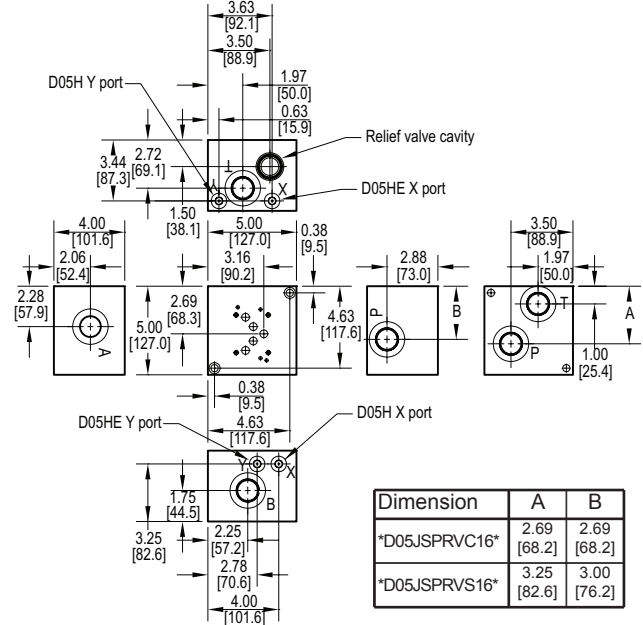 3.63
[92.1]
3.50
[88.9]
D05H Y port
1.97
[50.0]
0.63
[15.9]
Relief valve cavity
3.44
[87.3]
2.72
[69.1]
T
Y
X
D05HE X port
1.50
[38.1]
4.00
[101.6]
5.00
[127.0]
0.38
[9.5]
3.50
[88.9]
2.06
[52.4]
3.16
[90.2]
2.88
[73.0]
1.97
[50.0]
2.28
[57.9]
A
5.00
[127.0]
2.69
[68.3]
4.63
[117.6]
P
B
T
P
A
1.00
[25.4]
0.38
[9.5]
D05HE Y port
4.63
[117.6]
D05H X port
Y
X
B
1.75
[44.5]
3.25
[82.6]
2.25
[57.2]
2.78
[70.6]
4.00
[101.6]
Dimension A B
*D05JSPRVC16* 2.69 [68.2] 2.69 [68.2]
*D05JSPRVS16* 3.25 [82.6] 3.00 [76.2]